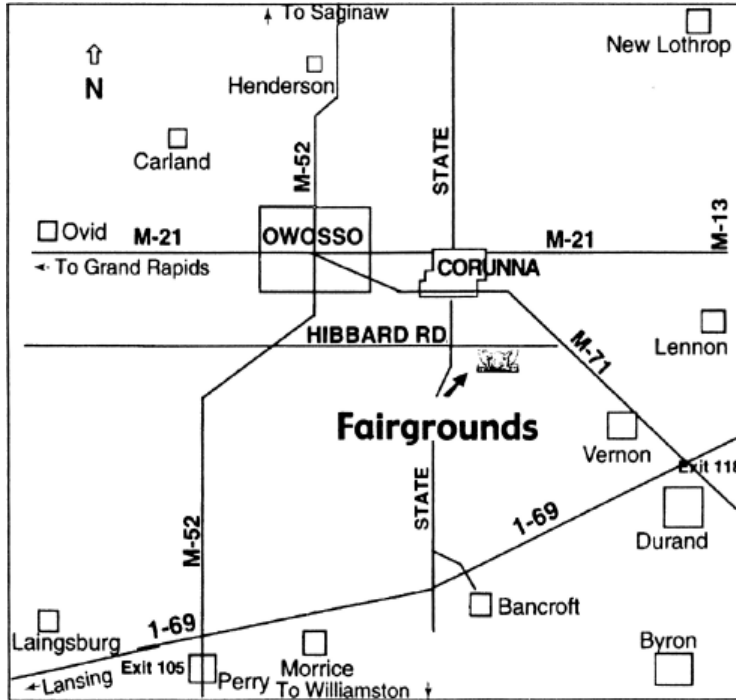 To Saginaw
New Lothrop
N
Henderson
Carland
M-52
STATE
M-13
Ovid
M-21
OWOSSO
M-21
To Grand Rapids
CORUNNA
HIBBARD RD.
Lennon
M-71
Fairgrounds
Vernon
Exit 118
STATE
1-69
Durand
M-52
Bancroft
Laingsburg
1-69
Exit 105
Perry
Morrice
Byron
Lansing
To Williamston